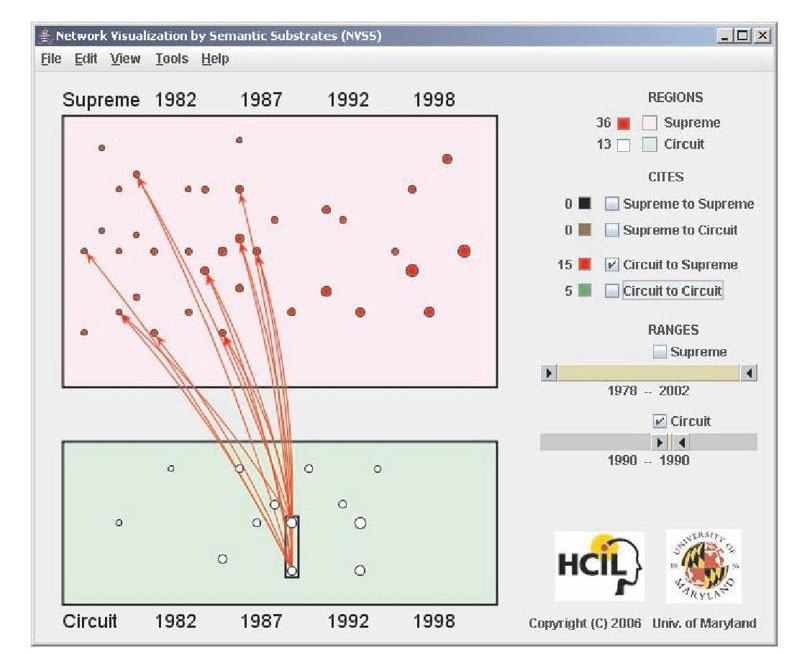 Network Visualization by Semantic Substrates (NVSS)
File Edit View Tools Help
Supreme 1982 1987 1992 1998
REGIONS
36 Supreme
13 Circuit
CITES
0 Supreme to Supreme
0 Supreme to Circuit
15 Circuit to Supreme
5 Circuit to Circuit
RANGES
Supreme
1978 -- 2002
Circuit
1990 -- 1990
HCIL
UNIVERSITY OF
18 56
MARYLAND
Circuit 1982 1987 1992 1998
Copyright (C) 2006 Univ. of Maryland